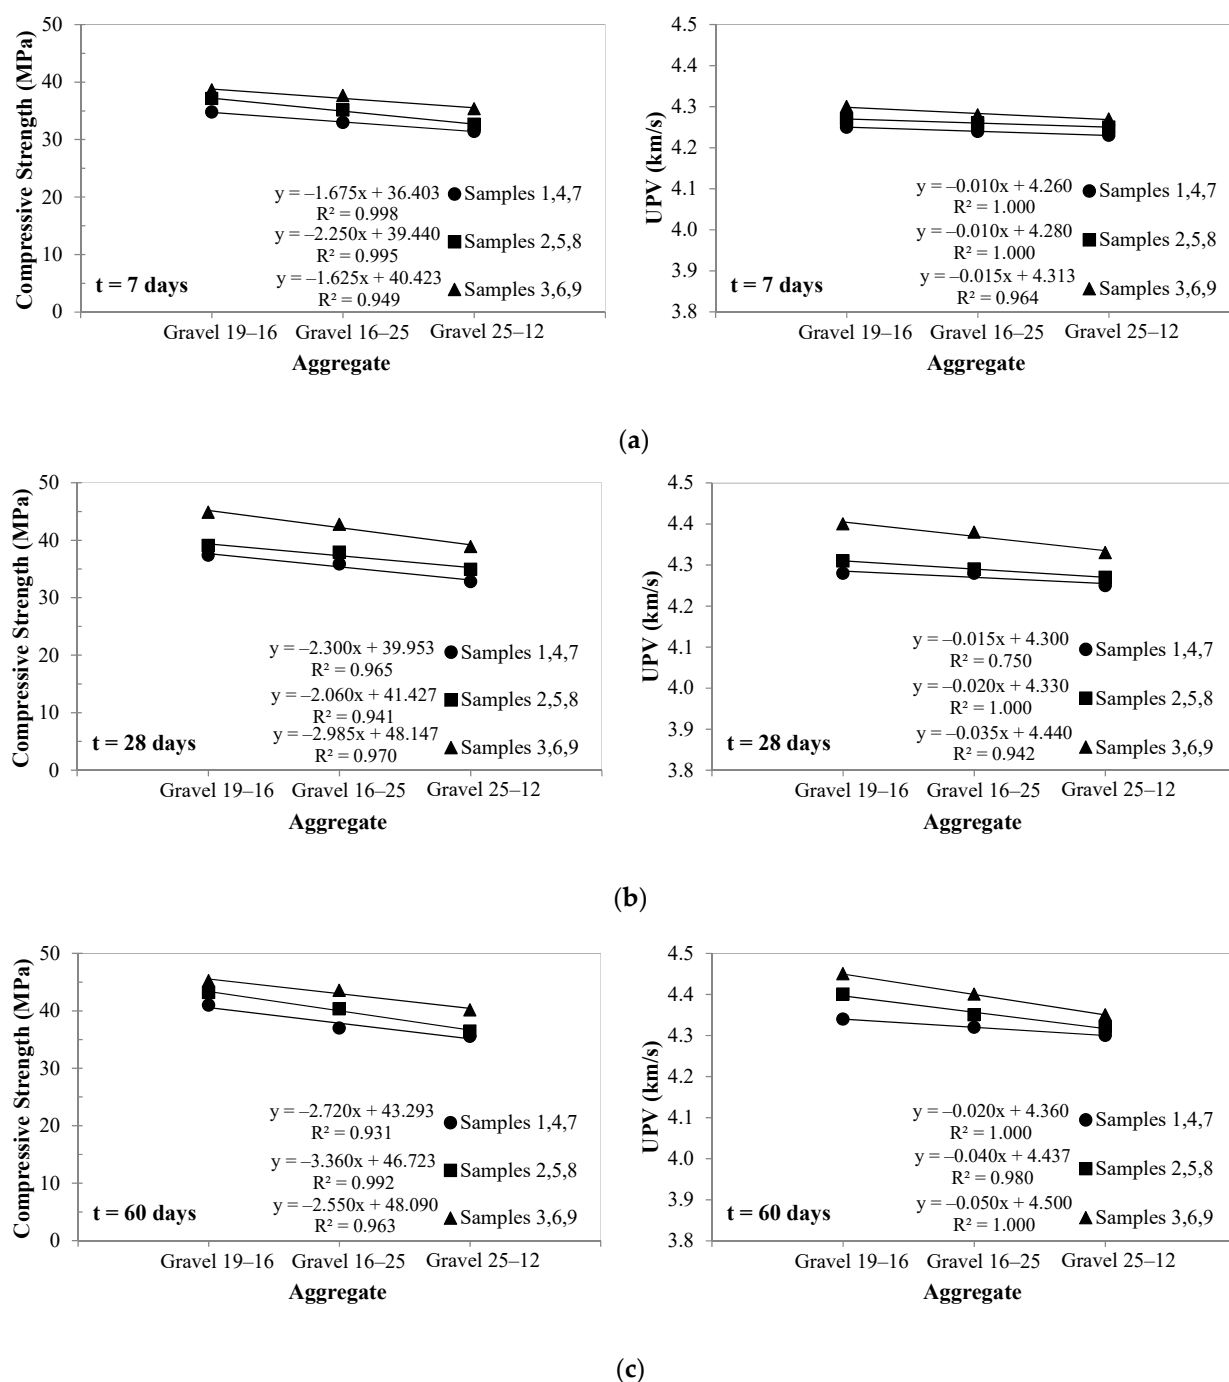 50
40
30
20
10
0
Compressive Strength (MPa)
y = –1.675x + 36.403
R² = 0.998
y = –2.250x + 39.440
R² = 0.995
y = –1.625x + 40.423
R² = 0.949
Samples 1,4,7
Samples 2,5,8
Samples 3,6,9
t = 7 days
Gravel 19–16 Gravel 16–25 Gravel 25–12
Aggregate
4.5
4.4
4.3
4.2
4.1
4.0
3.9
3.8
UPV (km/s)
y = –0.010x + 4.260
R² = 1.000
y = –0.010x + 4.280
R² = 1.000
y = –0.015x + 4.313
R² = 0.964
Samples 1,4,7
Samples 2,5,8
Samples 3,6,9
t = 7 days
Gravel 19–16 Gravel 16–25 Gravel 25–12
Aggregate
(a)
50
40
30
20
10
0
Compressive Strength (MPa)
y = –2.300x + 39.953
R² = 0.965
y = –2.060x + 41.427
R² = 0.941
y = –2.985x + 48.147
R² = 0.970
Samples 1,4,7
Samples 2,5,8
Samples 3,6,9
t = 28 days
Gravel 19–16 Gravel 16–25 Gravel 25–12
Aggregate
4.5
4.4
4.3
4.2
4.1
4.0
3.9
3.8
UPV (km/s)
y = –0.015x + 4.300
R² = 0.750
y = –0.020x + 4.330
R² = 1.000
y = –0.035x + 4.440
R² = 0.942
Samples 1,4,7
Samples 2,5,8
Samples 3,6,9
t = 28 days
Gravel 19–16 Gravel 16–25 Gravel 25–12
Aggregate
(b)
50
40
30
20
10
0
Compressive Strength (MPa)
y = –2.720x + 43.293
R² = 0.931
y = –3.360x + 46.723
R² = 0.992
y = –2.550x + 48.090
R² = 0.963
Samples 1,4,7
Samples 2,5,8
Samples 3,6,9
t = 60 days
Gravel 19–16 Gravel 16–25 Gravel 25–12
Aggregate
4.5
4.4
4.3
4.2
4.1
4.0
3.9
3.8
UPV (km/s)
y = –0.020x + 4.360
R² = 1.000
y = –0.040x + 4.437
R² = 0.980
y = –0.050x + 4.500
R² = 1.000
Samples 1,4,7
Samples 2,5,8
Samples 3,6,9
t = 60 days
Gravel 19–16 Gravel 16–25 Gravel 25–12
Aggregate
(c)